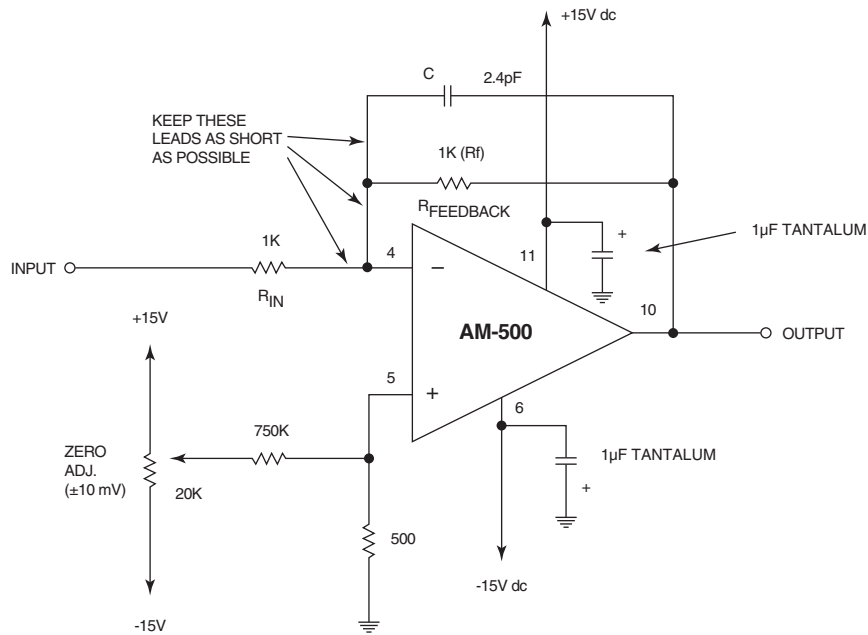 +15V dc
C
2.4pF
KEEP THESE
LEADS AS SHORT
AS POSSIBLE
1K (Rf)
RFEEDBACK
+
1µF TANTALUM
1K
4
11
INPUT
–
RIN
10
+15V
AM-500
OUTPUT
5
+
6
750K
ZERO
ADJ.
(±10 mV)
20K
1µF TANTALUM
+
500
-15V dc
-15V